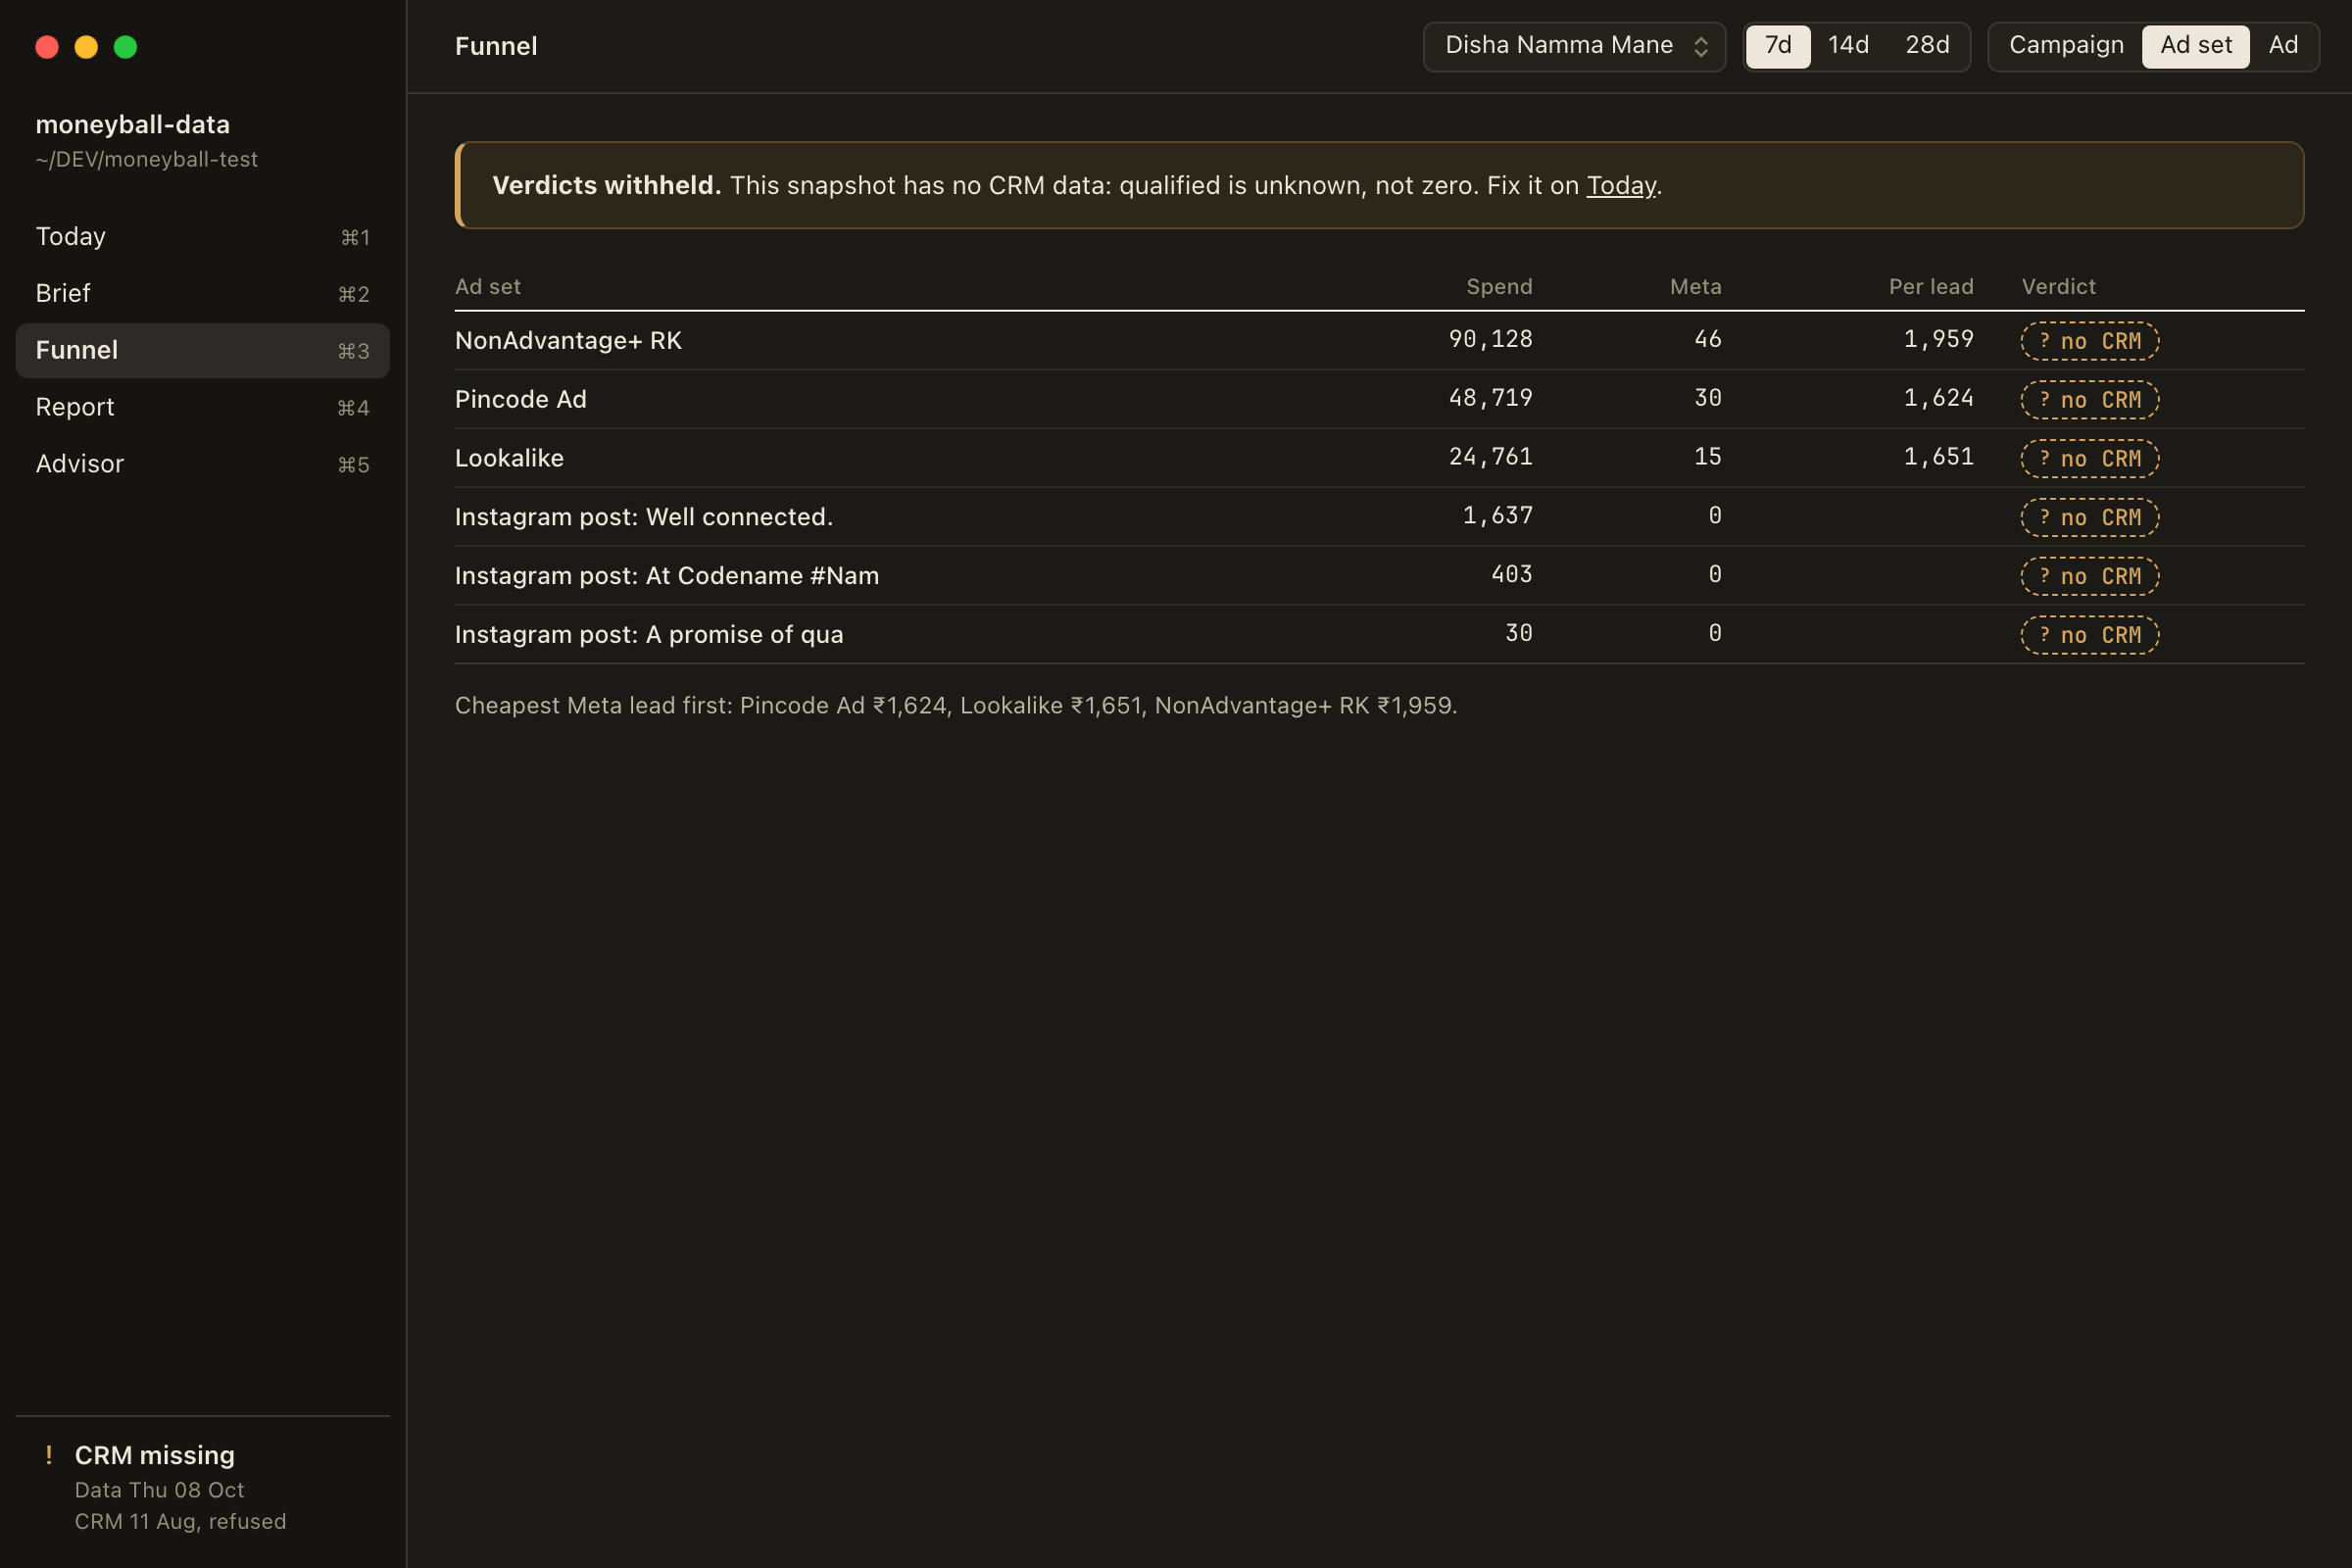 Funnel
Disha Namma Mane
7d 14d 28d
Campaign Ad set Ad
moneyball-data
~/DEV/moneyball-test
Today ⌘1
Brief ⌘2
Funnel ⌘3
Report ⌘4
Advisor ⌘5
Verdicts withheld. This snapshot has no CRM data: qualified is unknown, not zero. Fix it on Today.
Ad set Spend Meta Per lead Verdict
NonAdvantage+ RK 90,128 46 1,959 ? no CRM
Pincode Ad 48,719 30 1,624 ? no CRM
Lookalike 24,761 15 1,651 ? no CRM
Instagram post: Well connected. 1,637 0 ? no CRM
Instagram post: At Codename #Nam 403 0 ? no CRM
Instagram post: A promise of qua 30 0 ? no CRM
Cheapest Meta lead first: Pincode Ad ₹1,624, Lookalike ₹1,651, NonAdvantage+ RK ₹1,959.
! CRM missing
Data Thu 08 Oct
CRM 11 Aug, refused